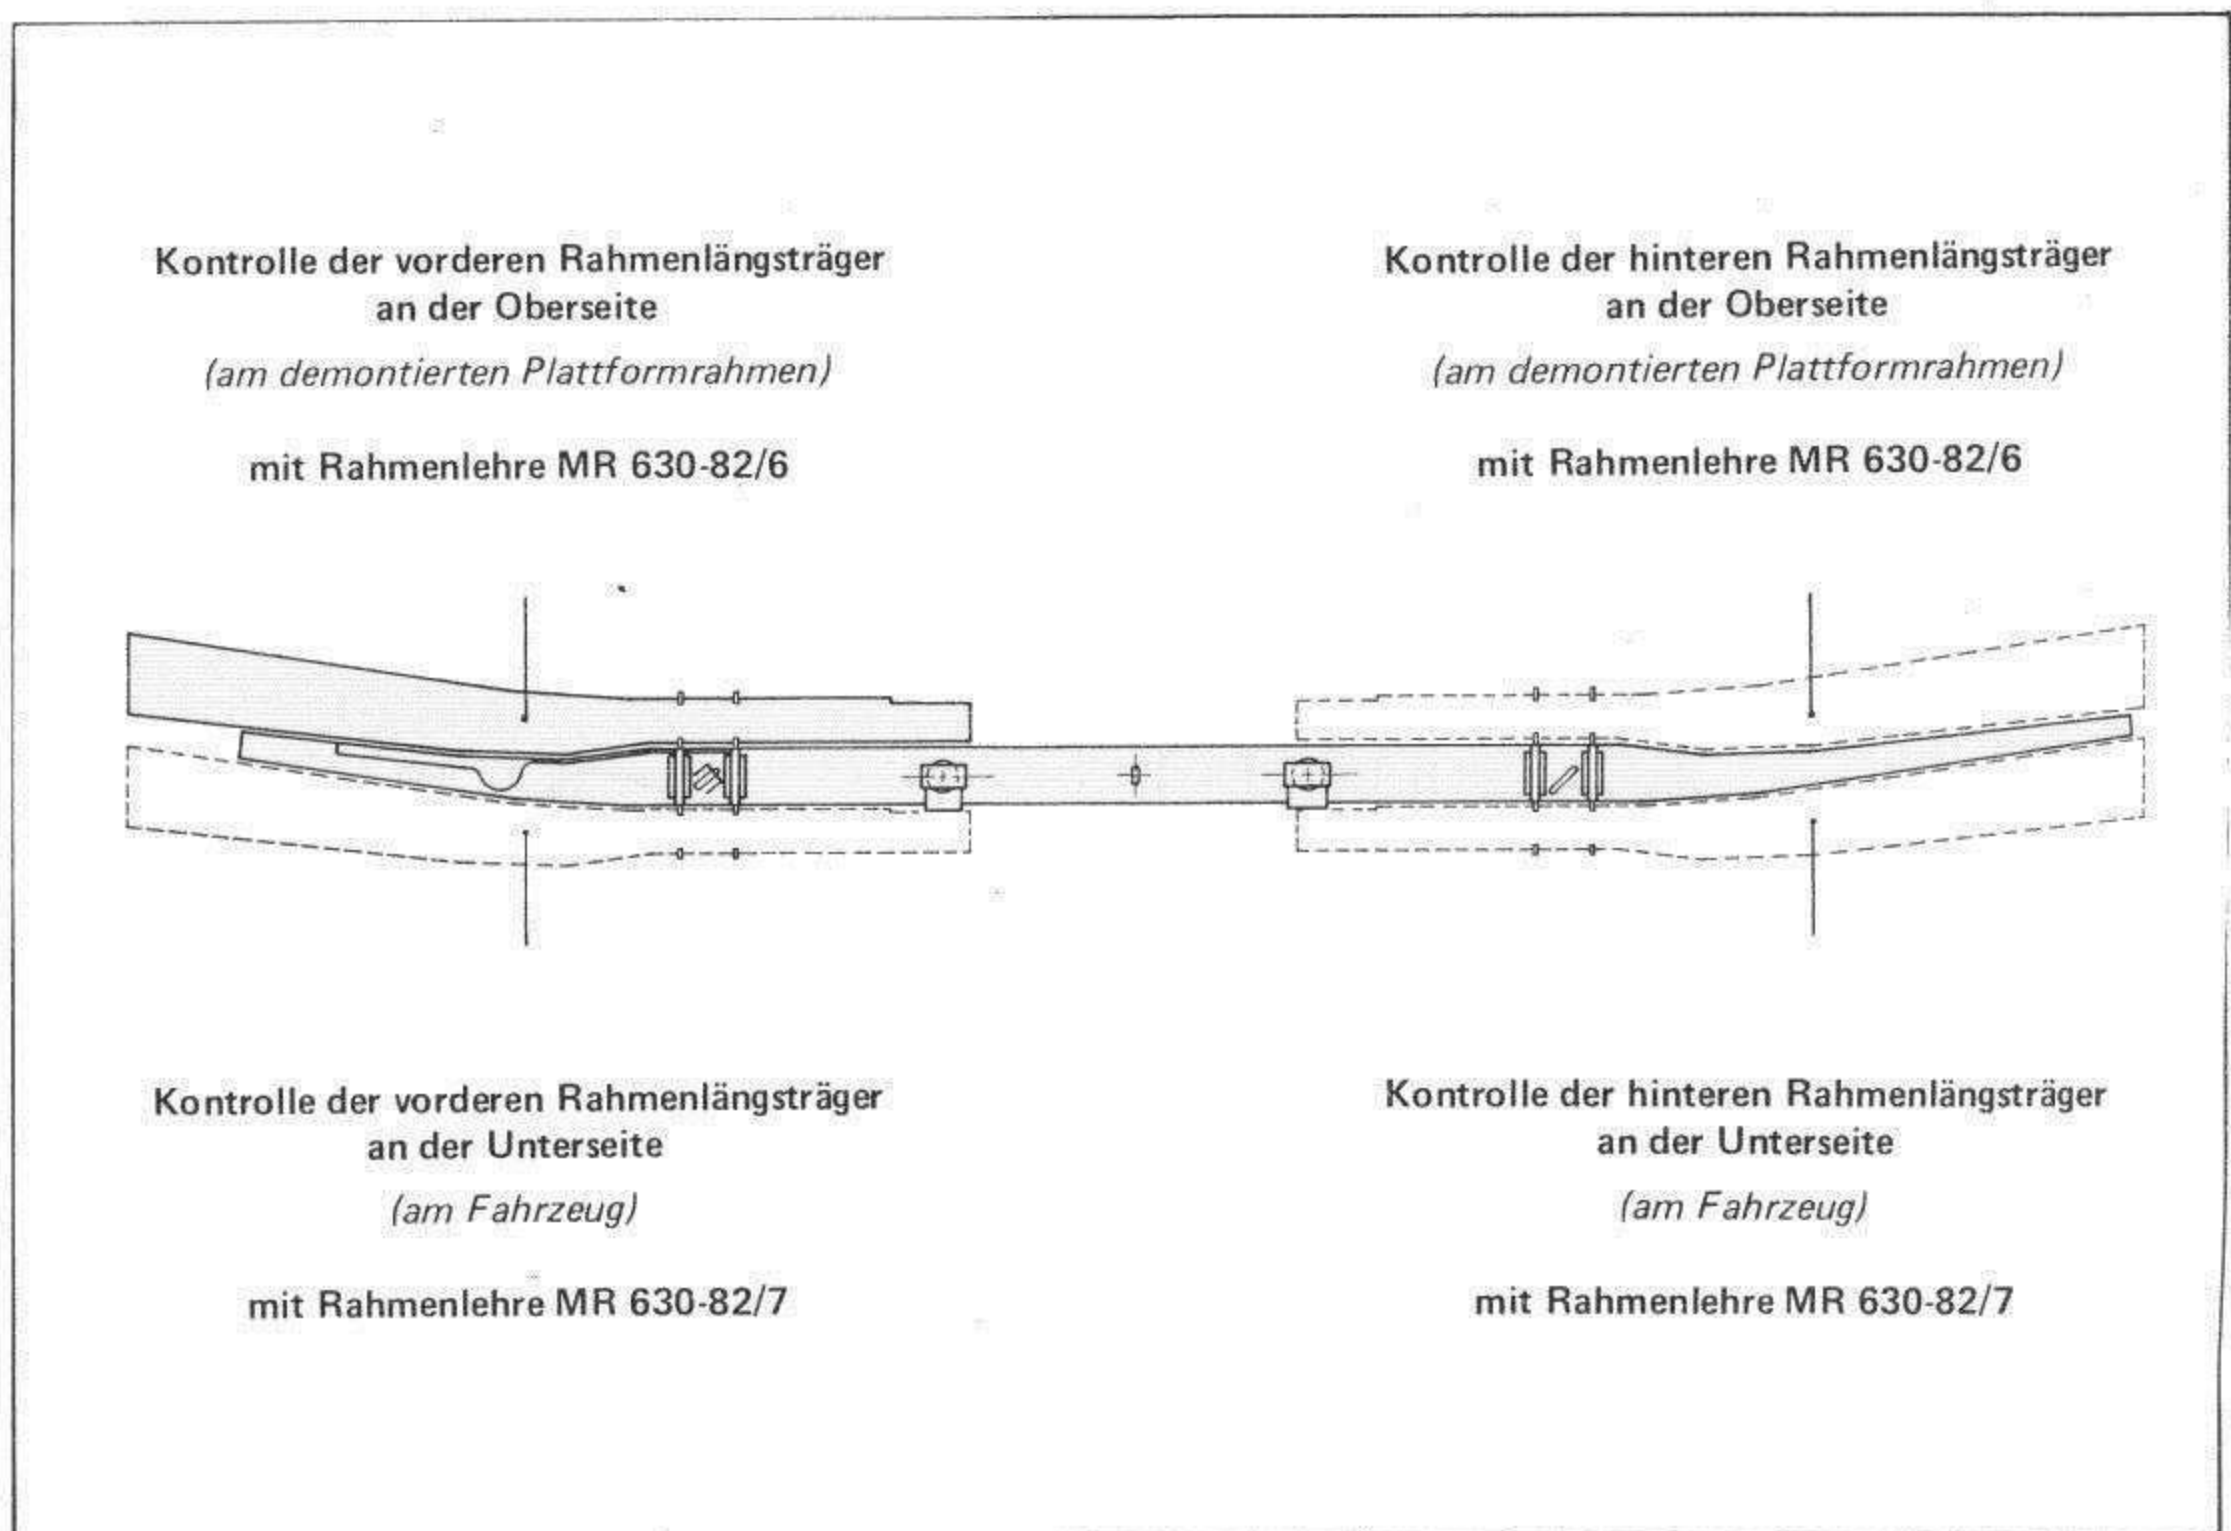 Kontrolle der vorderen Rahmenlängsträger
an der Oberseite
(am demontierten Plattformrahmen)
mit Rahmenlehre MR 630-82/6
Kontrolle der hinteren Rahmenlängsträger
an der Oberseite
(am demontierten Plattformrahmen)
mit Rahmenlehre MR 630-82/6
Kontrolle der vorderen Rahmenlängsträger
an der Unterseite
(am Fahrzeug)
mit Rahmenlehre MR 630-82/7
Kontrolle der hinteren Rahmenlängsträger
an der Unterseite
(am Fahrzeug)
mit Rahmenlehre MR 630-82/7